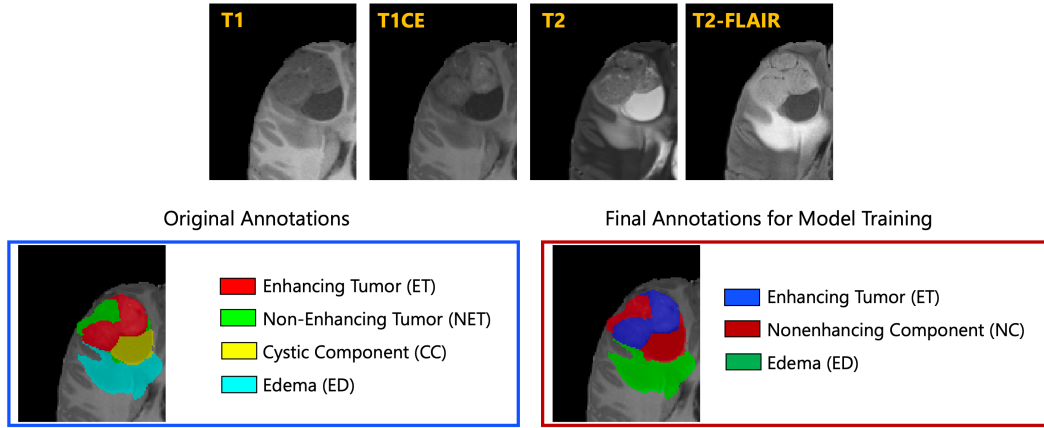 T1
T1CE
T2
T2-FLAIR
Original Annotations
Enhancing Tumor (ET)
Non-Enhancing Tumor (NET)
Cystic Component (CC)
Edema (ED)
Final Annotations for Model Training
Enhancing Tumor (ET)
Nonenhancing Component (NC)
Edema (ED)